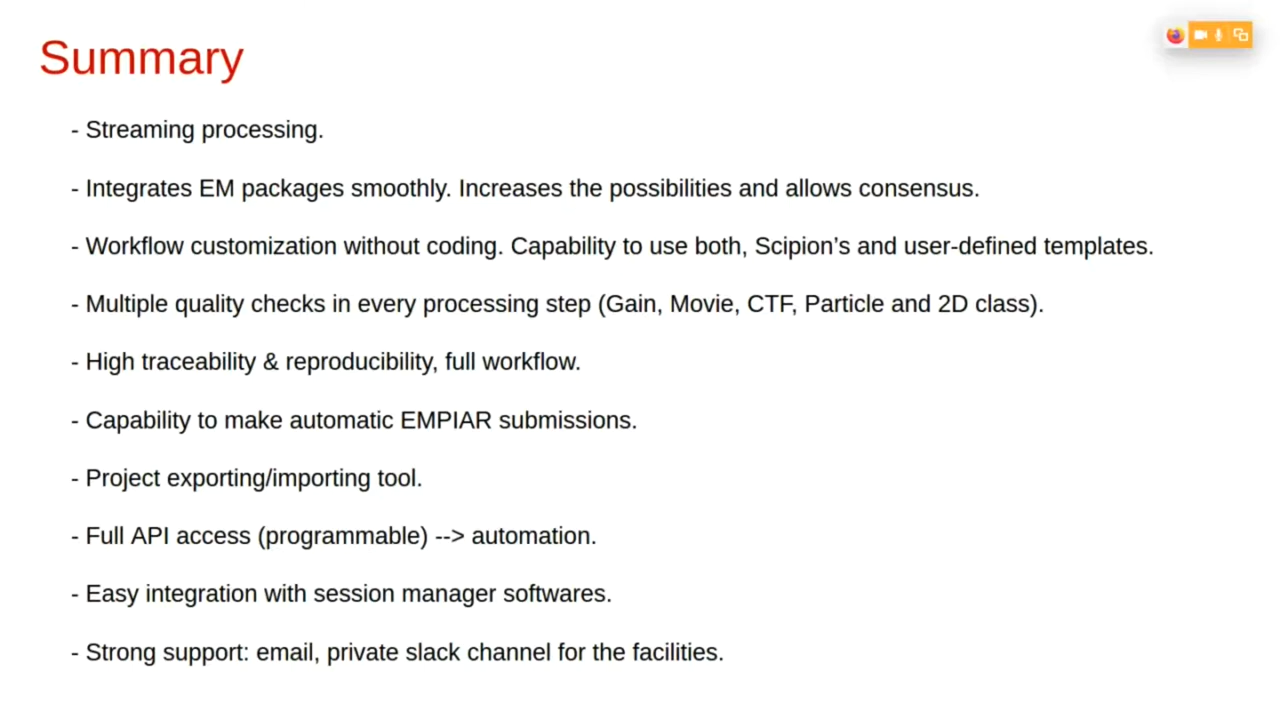 Summary
- Streaming processing.
- Integrates EM packages smoothly. Increases the possibilities and allows consensus.
- Workflow customization without coding. Capability to use both, Scipion’s and user-defined templates.
- Multiple quality checks in every processing step (Gain, Movie, CTF, Particle and 2D class).
- High traceability & reproducibility, full workflow.
- Capability to make automatic EMPIAR submissions.
- Project exporting/importing tool.
- Full API access (programmable) --> automation.
- Easy integration with session manager softwares.
- Strong support: email, private slack channel for the facilities.